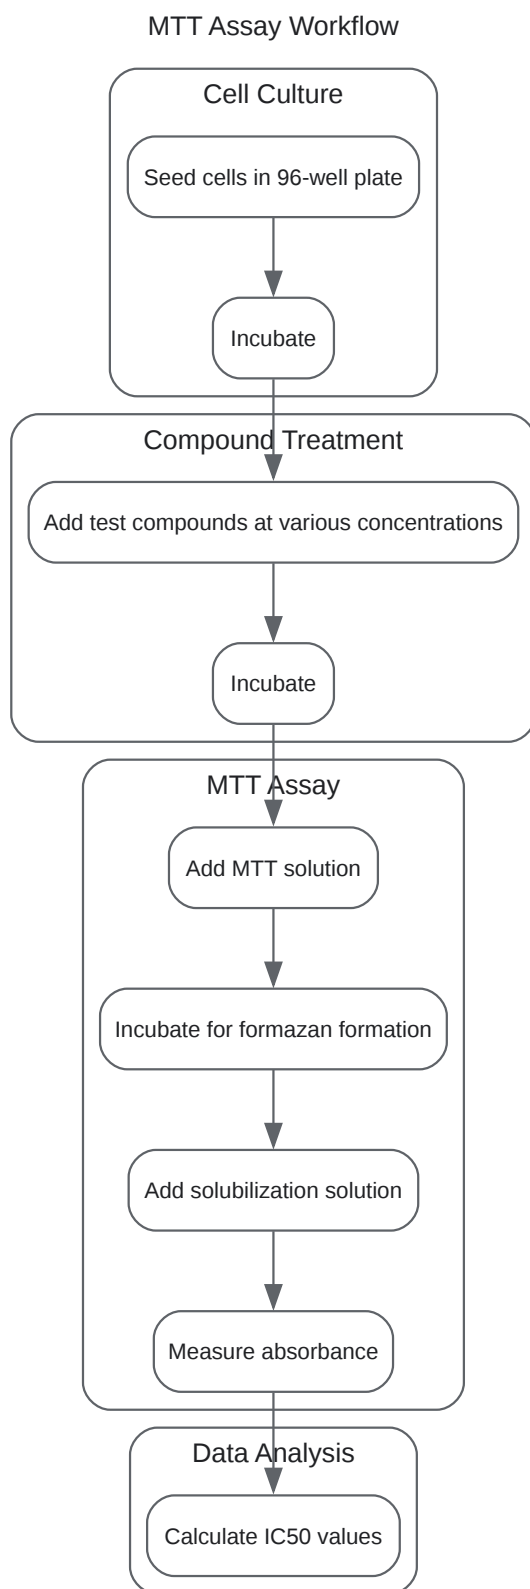 MTT Assay Workflow
Cell Culture
Seed cells in 96-well plate
Incubate
Compound Treatment
Add test compounds at various concentrations
Incubate
MTT Assay
Add MTT solution
Incubate for formazan formation
Add solubilization solution
Measure absorbance
Data Analysis
Calculate IC50 values